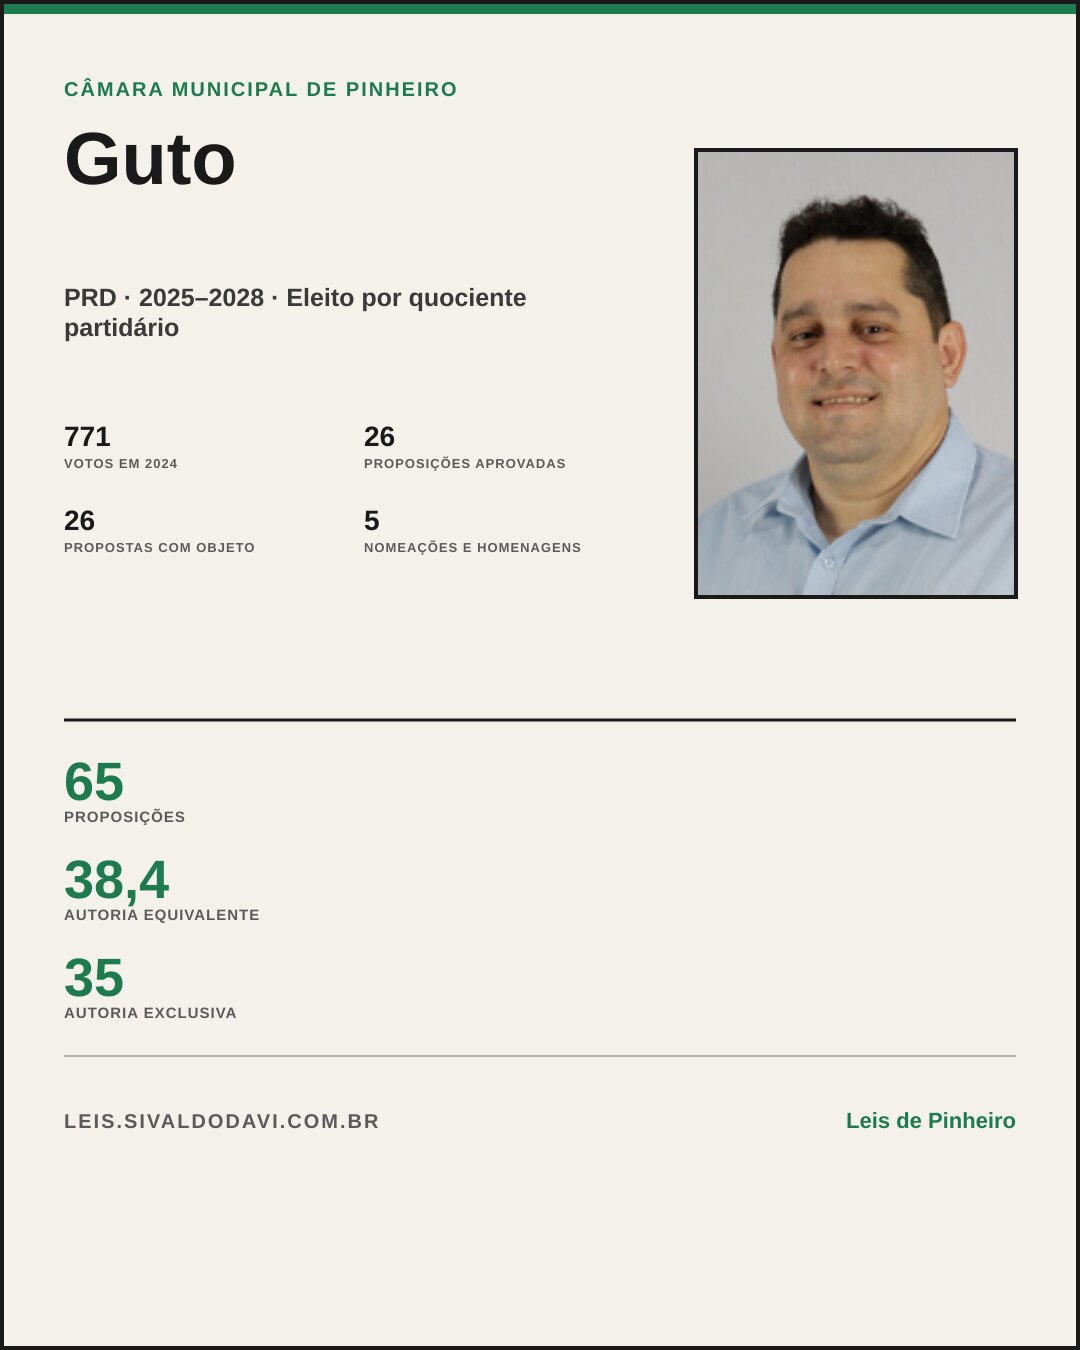 CÂMARA MUNICIPAL DE PINHEIRO
Guto
PRD · 2025–2028 · Eleito por quociente
partidário
771
VOTOS EM 2024
26
PROPOSIÇÕES APROVADAS
26
PROPOSTAS COM OBJETO
5
NOMEAÇÕES E HOMENAGENS
65
PROPOSIÇÕES
38,4
AUTORIA EQUIVALENTE
35
AUTORIA EXCLUSIVA
LEIS.SIVALDODAVI.COM.BR
Leis de Pinheiro